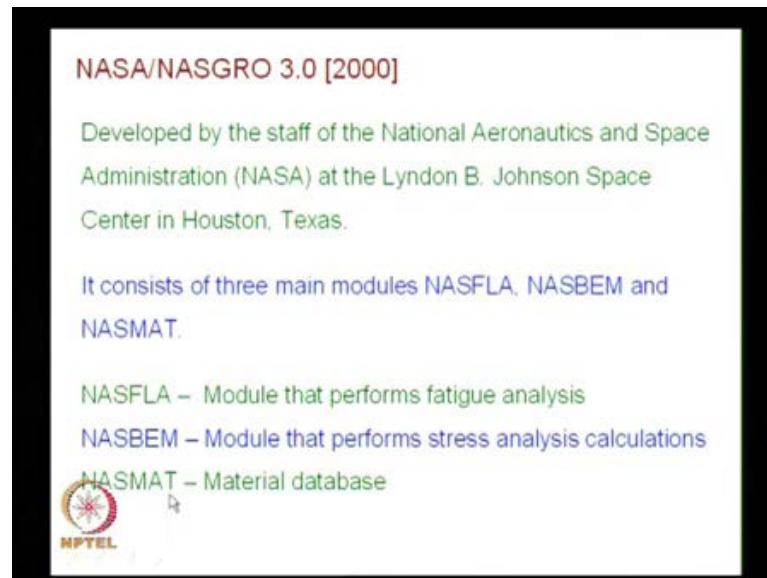 NASA/NASGRO 3.0 [2000]
Developed by the staff of the National Aeronautics and Space
Administration (NASA) at the Lyndon B. Johnson Space
Center in Houston, Texas.
It consists of three main modules NASFLA, NASBEM and
NASMAT.
NASFLA – Module that performs fatigue analysis
NASBEM – Module that performs stress analysis calculations
NASMAT – Material database
NPTEL